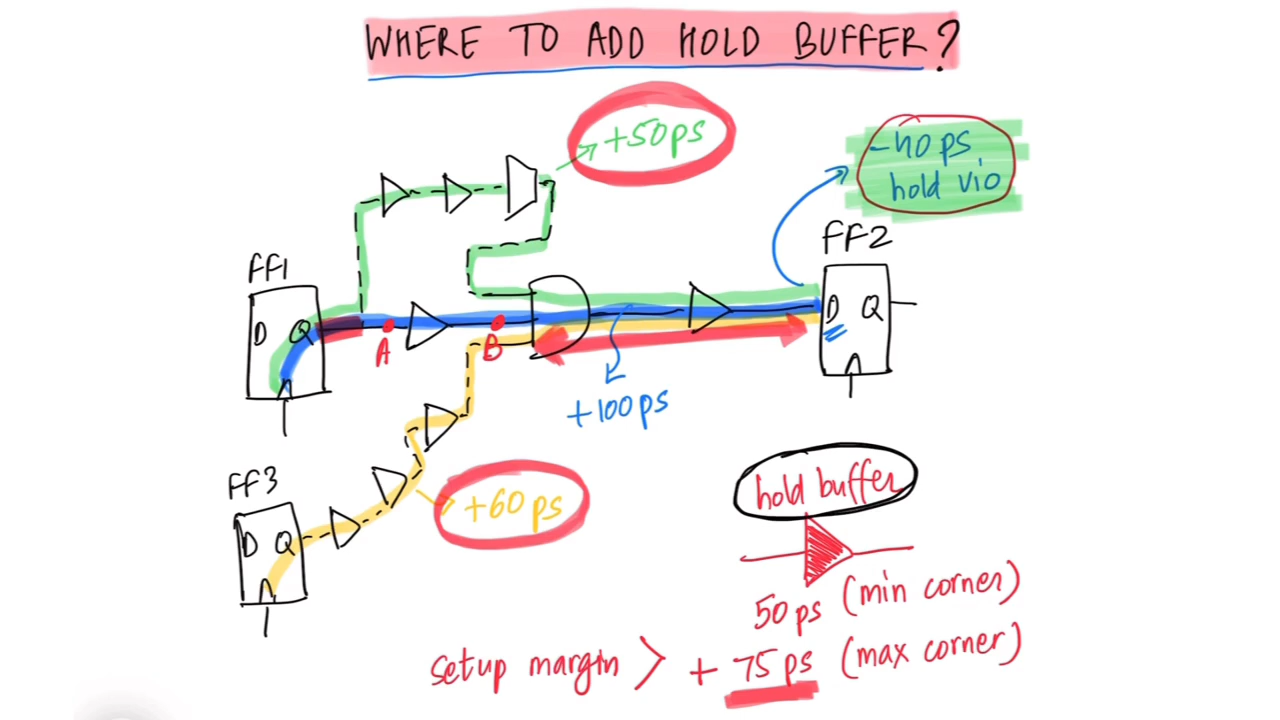 WHERE TO ADD HOLD BUFFER?
+50ps
-40ps
hold vio
FF2
FF1
D Q
D Q
A
B
+100ps
FF3
D Q
+60ps
hold buffer
50ps (min corner)
setup margin > + 75ps (max corner)